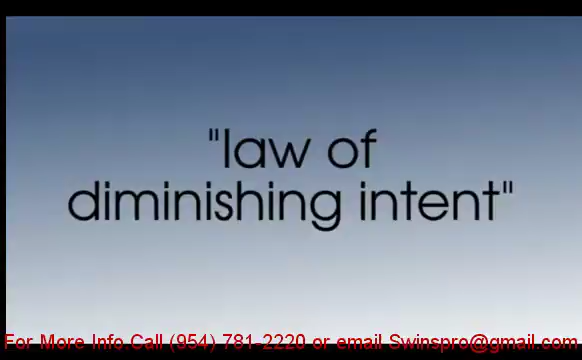 "law of
diminishing intent"
For More Info.Call (954) 781-2220 or email Swinspro@gmail.com